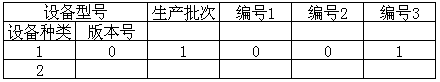 设备型号 生产批次 编号1 编号2 编号3
设备种类 版本号
1 0 1 0 0 1
2